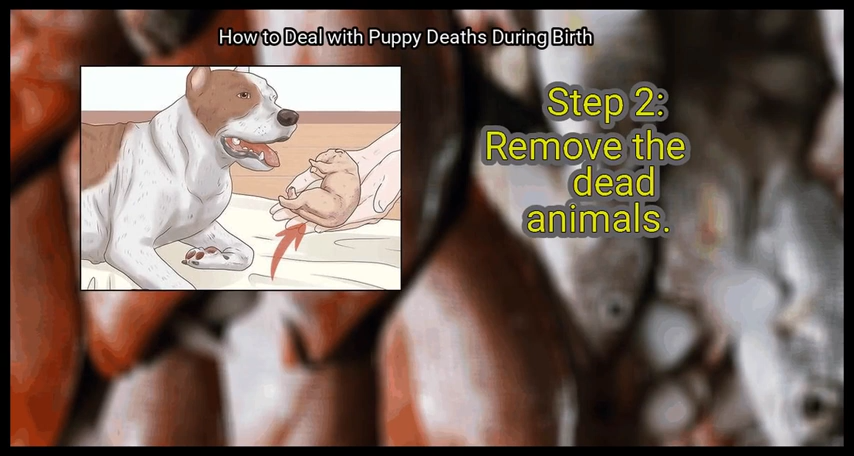 How to Deal with Puppy Deaths During Birth
Step 2:
Remove the
dead
animals.